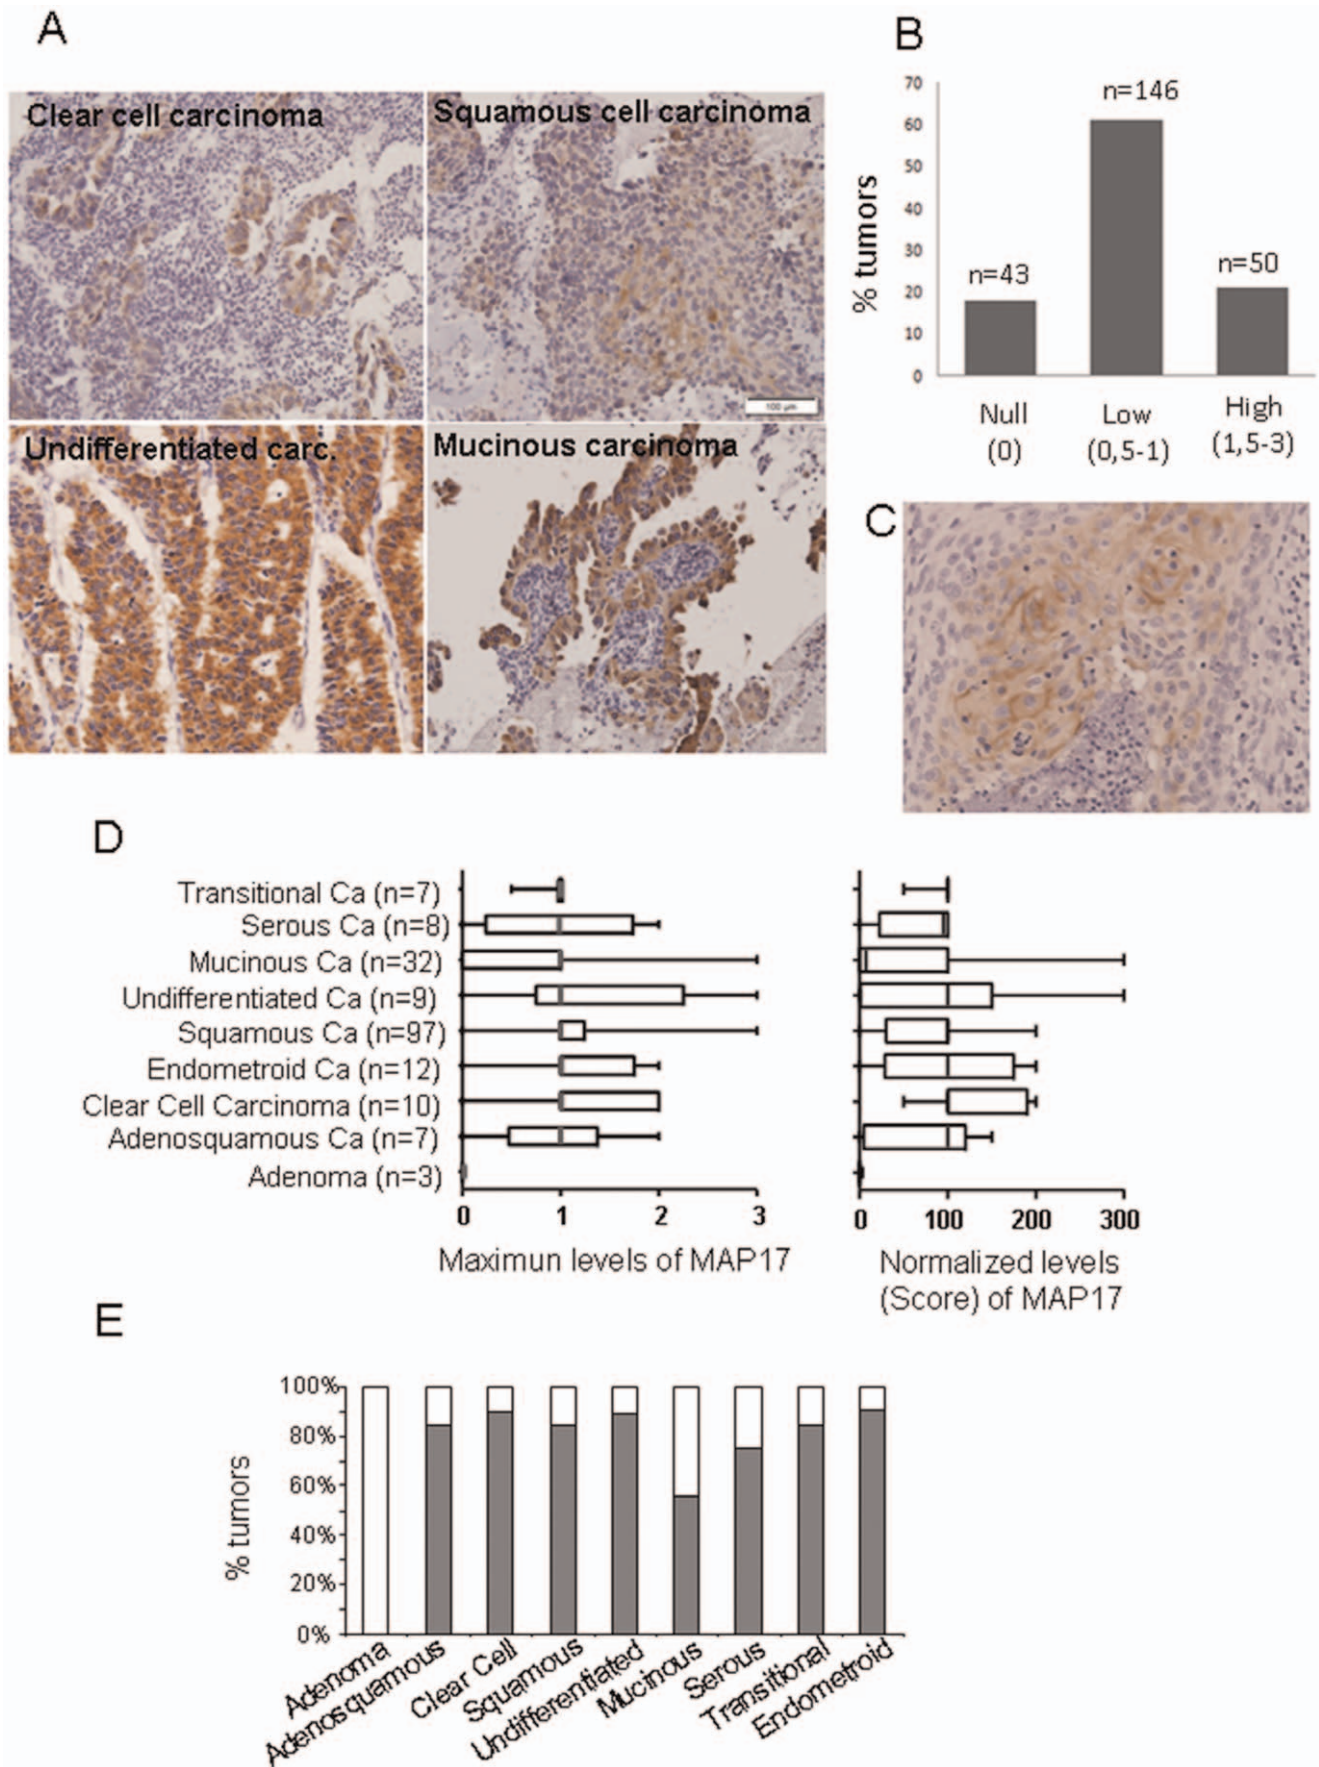 A
Clear cell carcinoma
Squamous cell carcinoma
100 µm
Undifferentiated carc.
Mucinous carcinoma
B
% tumors
70
60
50
40
30
20
10
0
n=43
n=146
n=50
Null
(0)
Low
(0,5-1)
High
(1,5-3)
C
D
Transitional Ca (n=7)
Serous Ca (n=8)
Mucinous Ca (n=32)
Undifferentiated Ca (n=9)
Squamous Ca (n=97)
Endometroid Ca (n=12)
Clear Cell Carcinoma (n=10)
Adenosquamous Ca (n=7)
Adenoma (n=3)
0 1 2 3
Maximun levels of MAP17
0 100 200 300
Normalized levels
(Score) of MAP17
E
% tumors
100%
80%
60%
40%
20%
0%
Adenoma
Adenosquamous
Clear Cell
Squamous
Undifferentiated
Mucinous
Serous
Transitional
Endometroid